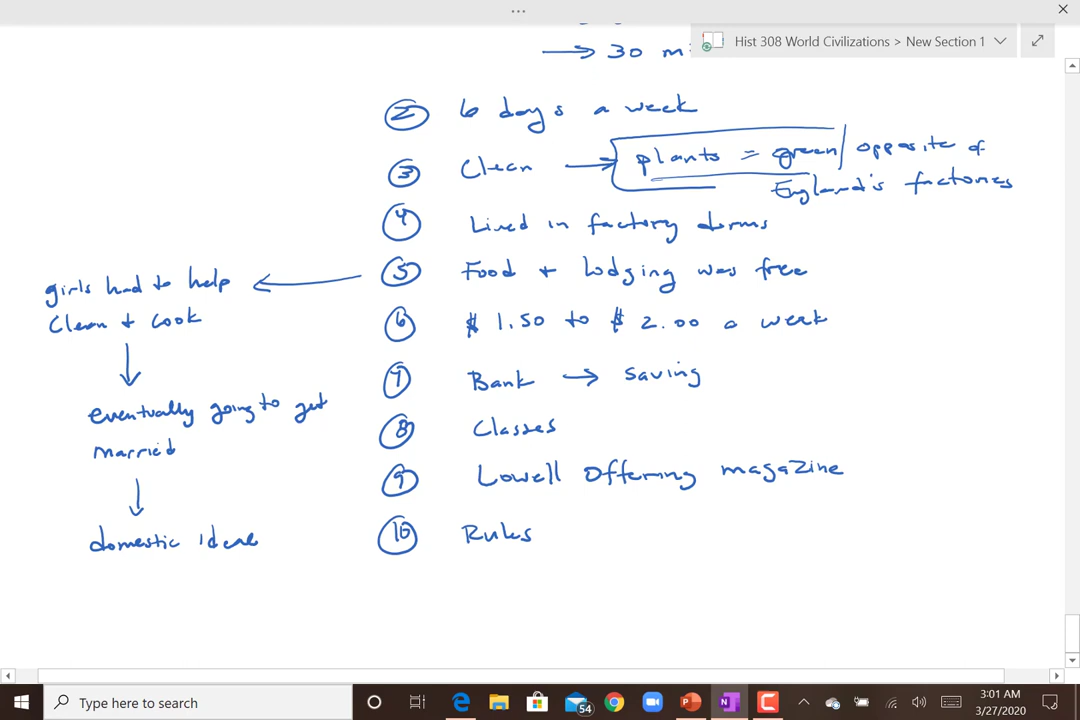 Hist 308 World Civilizations > New Section 1
→ 30 m
② 6 days a week
③ Clean → plants = green / opposite of
England's factories
④ Lived in factory dorms
⑤ Food + lodging was free
girls had to help
Clean + Cook
⑥ $ 1.50 to $ 2.00 a week
⑦ Bank → saving
eventually going to get
married
⑧ Classes
⑨ Lowell Offering magazine
⑩ Rules
domestic ideal
Type here to search
54
3:01 AM
3/27/2020